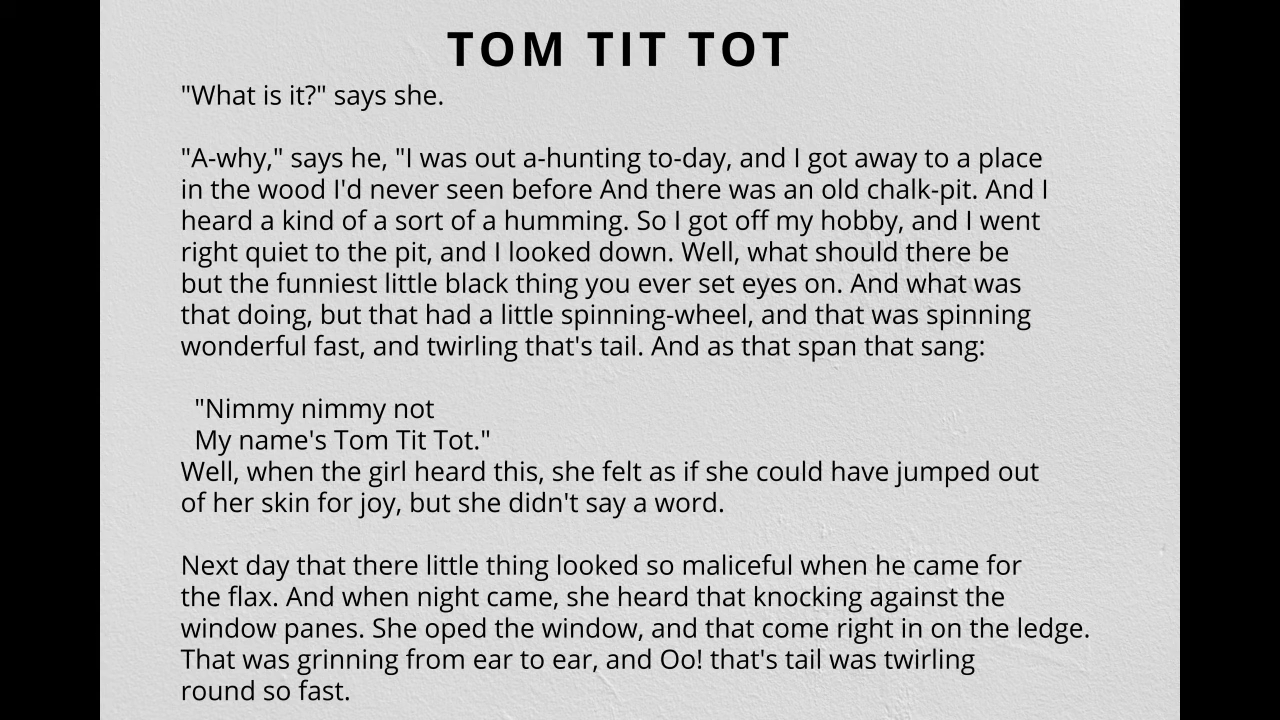 TOM TIT TOT
"What is it?" says she.
"A-why," says he, "I was out a-hunting to-day, and I got away to a place
in the wood I'd never seen before And there was an old chalk-pit. And I
heard a kind of a sort of a humming. So I got off my hobby, and I went
right quiet to the pit, and I looked down. Well, what should there be
but the funniest little black thing you ever set eyes on. And what was
that doing, but that had a little spinning-wheel, and that was spinning
wonderful fast, and twirling that's tail. And as that span that sang:
"Nimmy nimmy not
My name's Tom Tit Tot."
Well, when the girl heard this, she felt as if she could have jumped out
of her skin for joy, but she didn't say a word.
Next day that there little thing looked so maliceful when he came for
the flax. And when night came, she heard that knocking against the
window panes. She oped the window, and that come right in on the ledge.
That was grinning from ear to ear, and Oo! that's tail was twirling
round so fast.